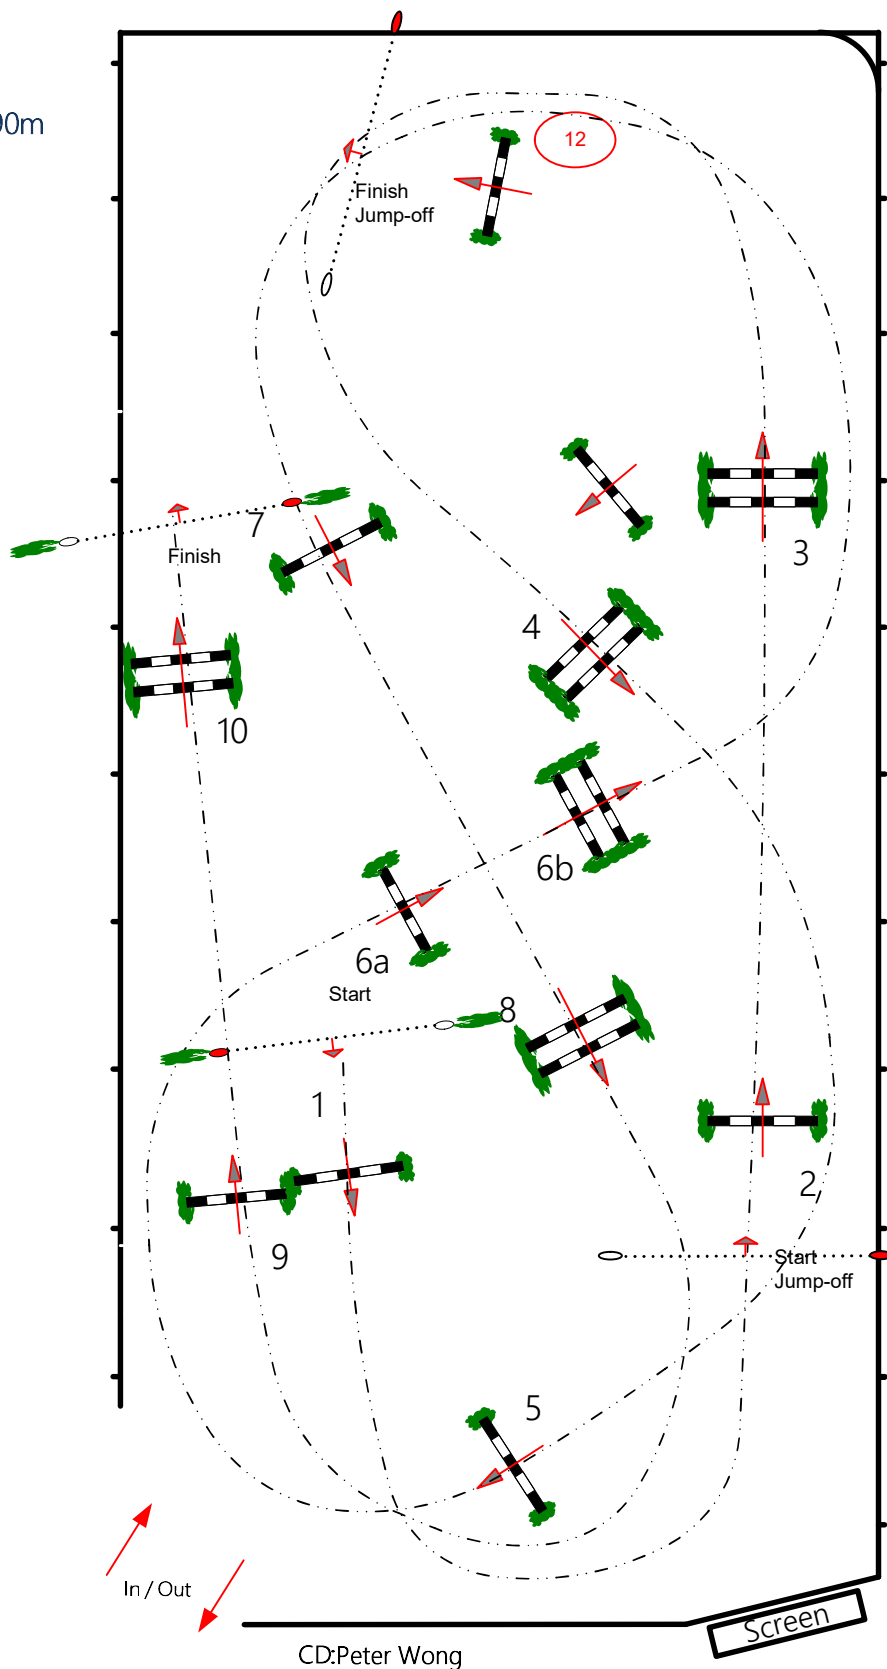 90m
12
Finish
Jump-off
7
3
Finish
4
10
6b
6a
Start
8
1
2
9
Start
Jump-off
5
In / Out
Screen
CD:Peter Wong